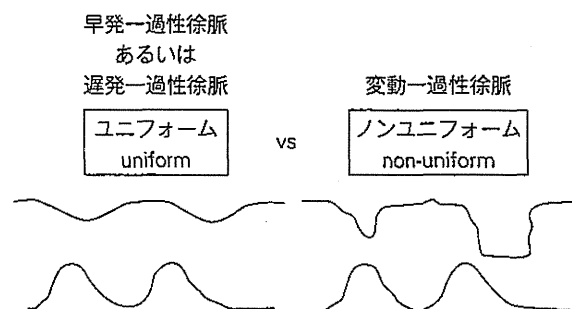 早発一過性徐脈
あるいは
遅発一過性徐脈
ユニフォーム
uniform
vs
変動一過性徐脈
ノンユニフォーム
non-uniform